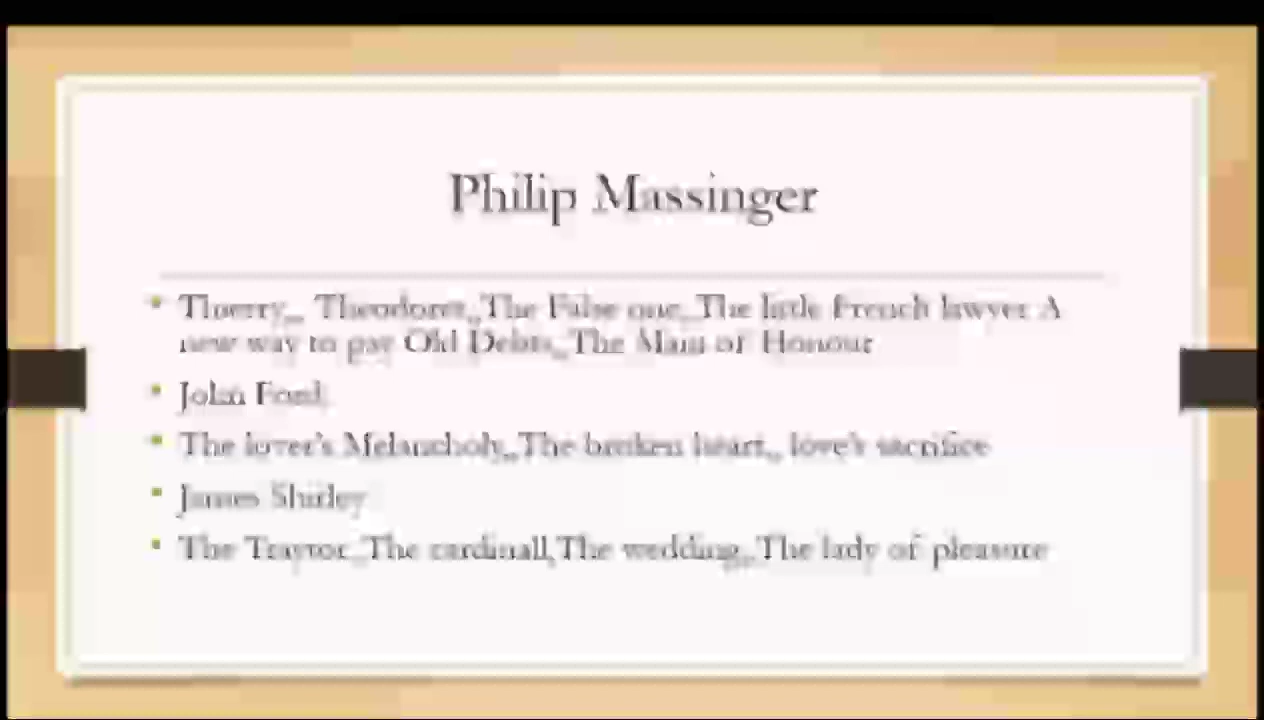 Philip Massinger
Thierry,, Theodoret,,The False one,,The little French lawyer A
new way to pay Old Debts,,The Maid of Honour
John Ford
The lover's Melancholy,,The broken heart,, love's sacrifice
James Shirley
The Traytor,,The cardinall,The wedding,,The lady of pleasure